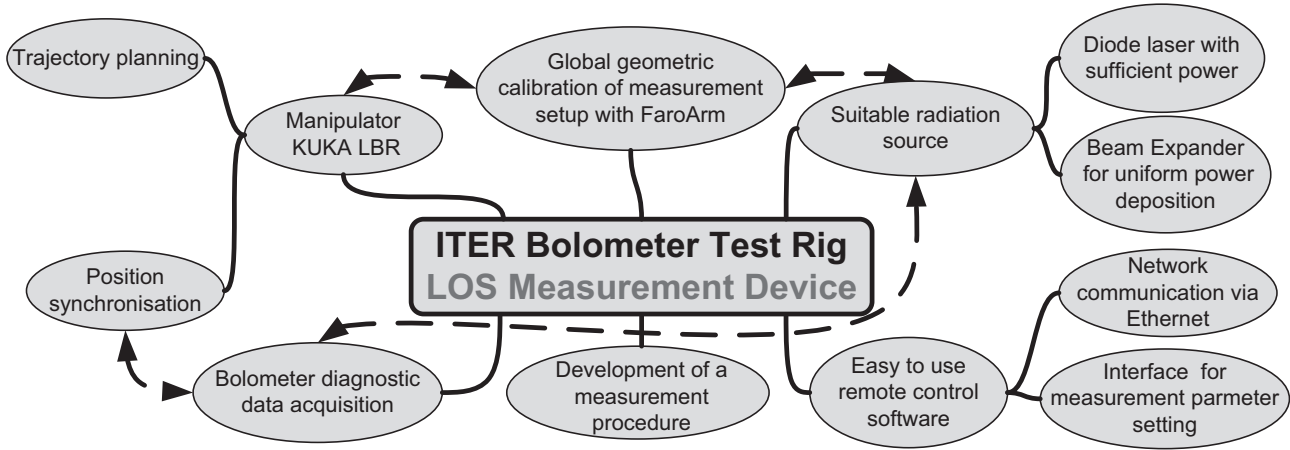 Trajectory planning
Manipulator
KUKA LBR
Global geometric
calibration of measurement
setup with FaroArm
Suitable radiation
source
Diode laser with
sufficient power
Beam Expander
for uniform power
deposition
ITER Bolometer Test Rig
LOS Measurement Device
Position
synchronisation
Bolometer diagnostic
data acquisition
Development of a
measurement
procedure
Easy to use
remote control
software
Network
communication via
Ethernet
Interface for
measurement parmeter
setting